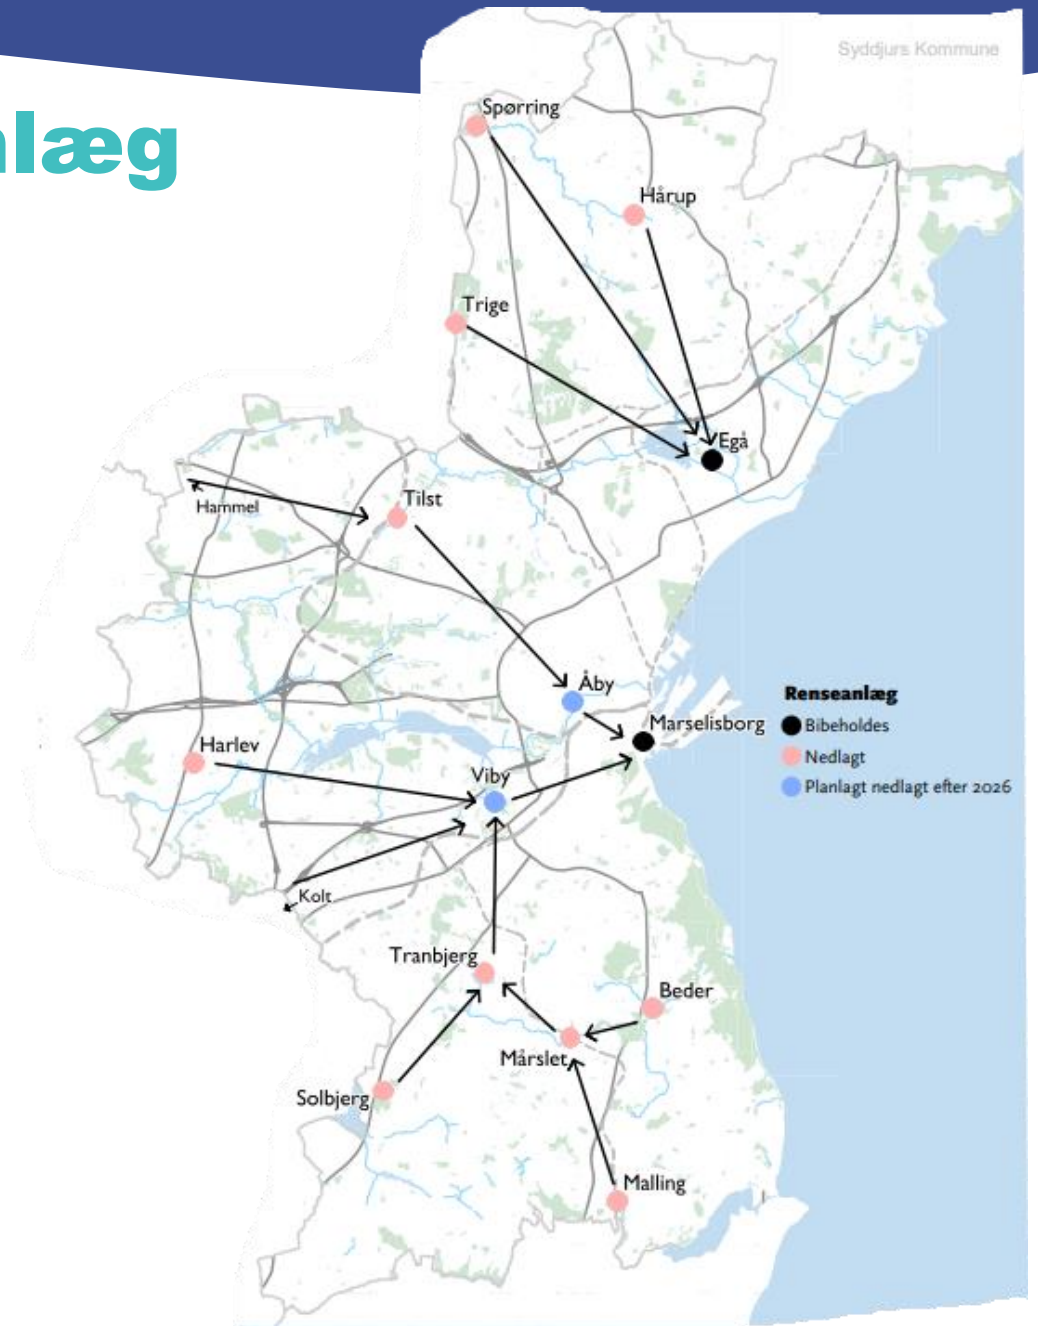 læg
Syddjurs Kommune
Spørring
Hårup
Trige
Egå
Tilst
Hammel
Åby
Renseanlæg
Bibeholdes
Nedlagt
Planlagt nedlagt efter 2026
Marselisborg
Harlev
Viby
Kolt
Tranbjerg
Beder
Mårslet
Solbjerg
Malling